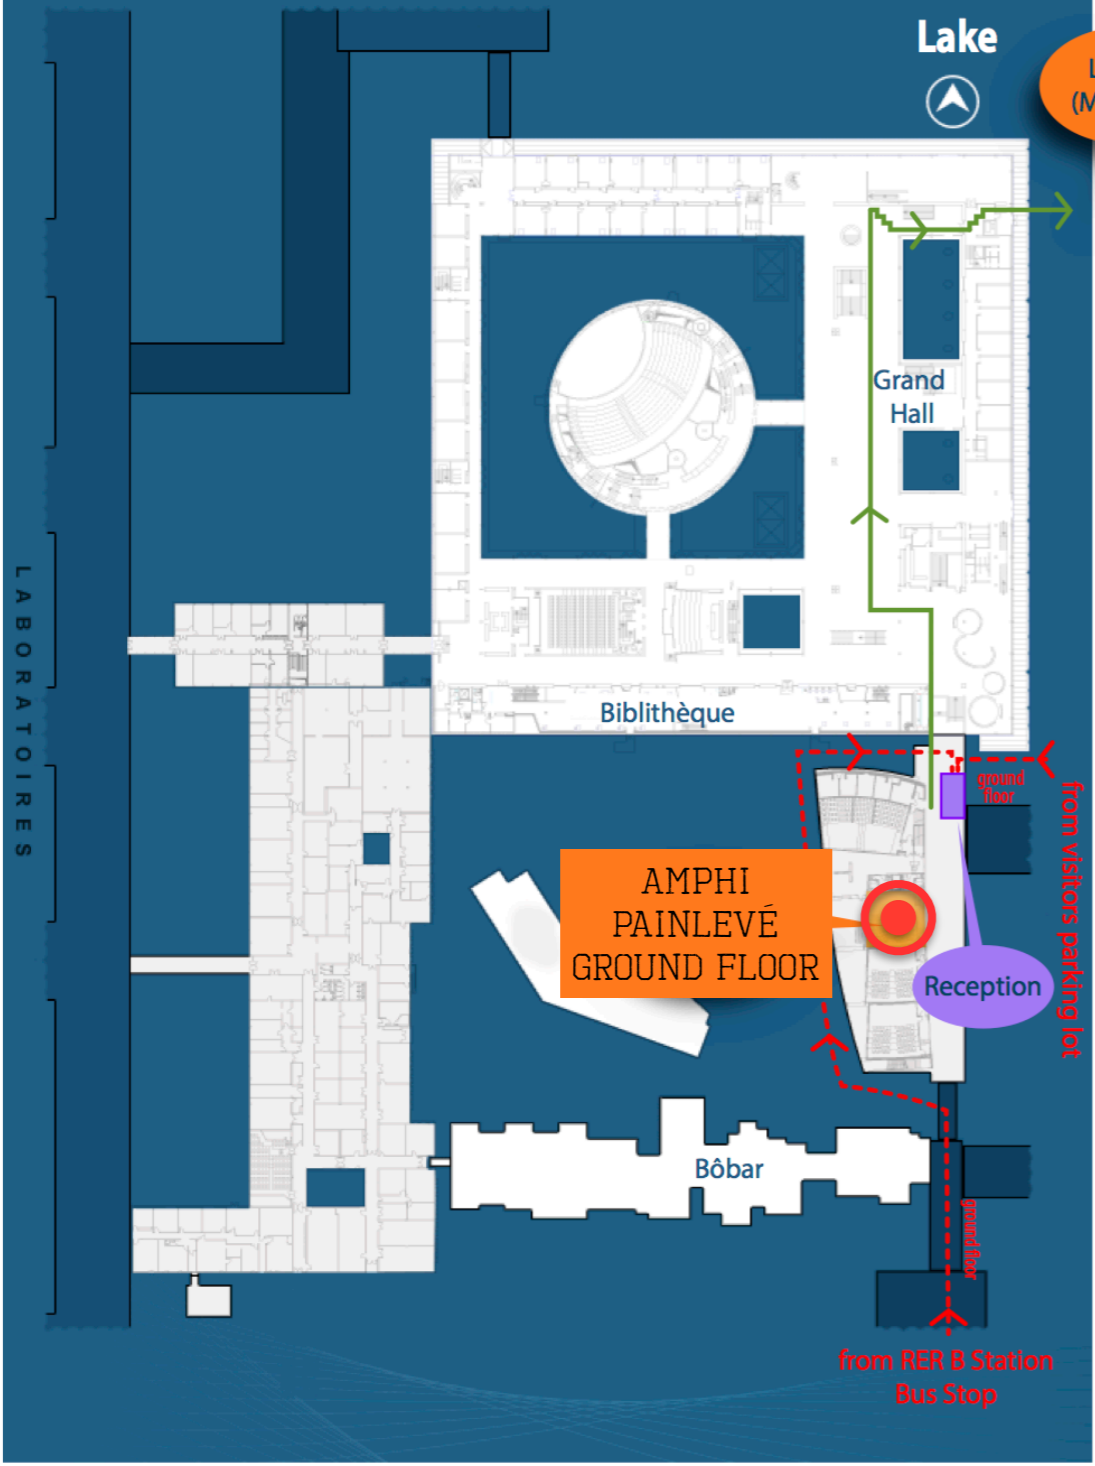 Lake
L
(M
Grand
Hall
LABORATOIRES
Biblithèque
ground
floor
from visitors parking lot
AMPHI
PAINLEVÉ
GROUND FLOOR
Reception
Bôbar
ground floor
from RER B Station
Bus Stop